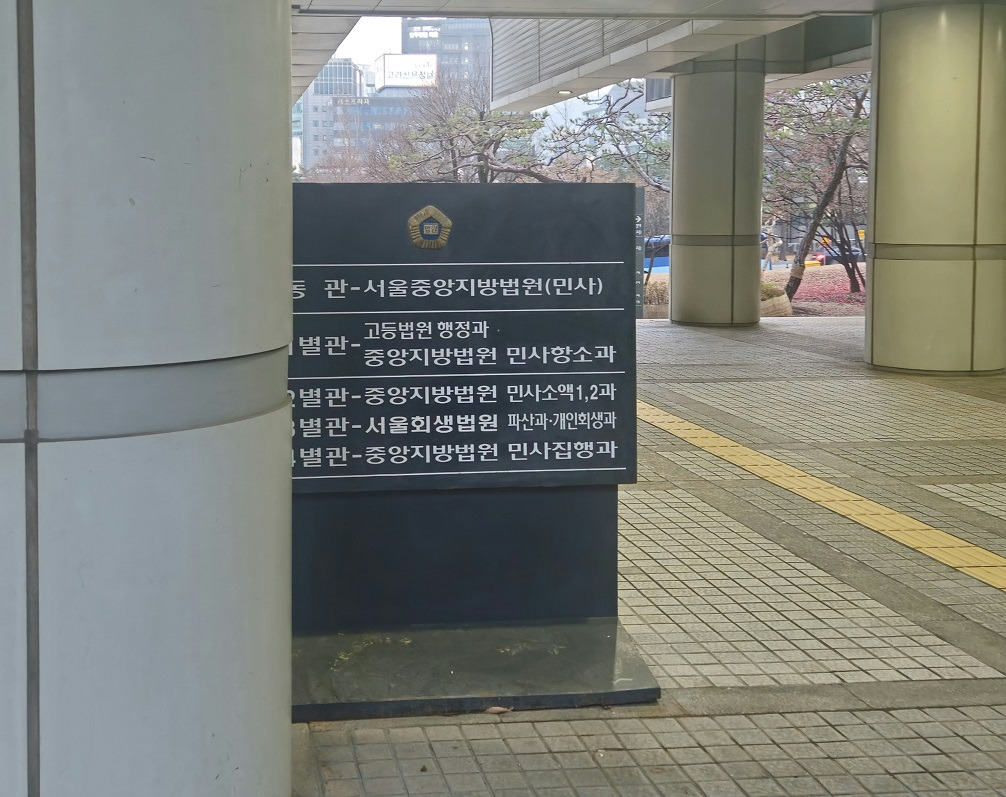 법원
동 관-서울중앙지방법원(민사)
별관-고등법원 행정과
중앙지방법원 민사항소과
2별관-중앙지방법원 민사소액1,2과
3별관-서울회생법원 파산과·개인회생과
4별관-중앙지방법원 민사집행과